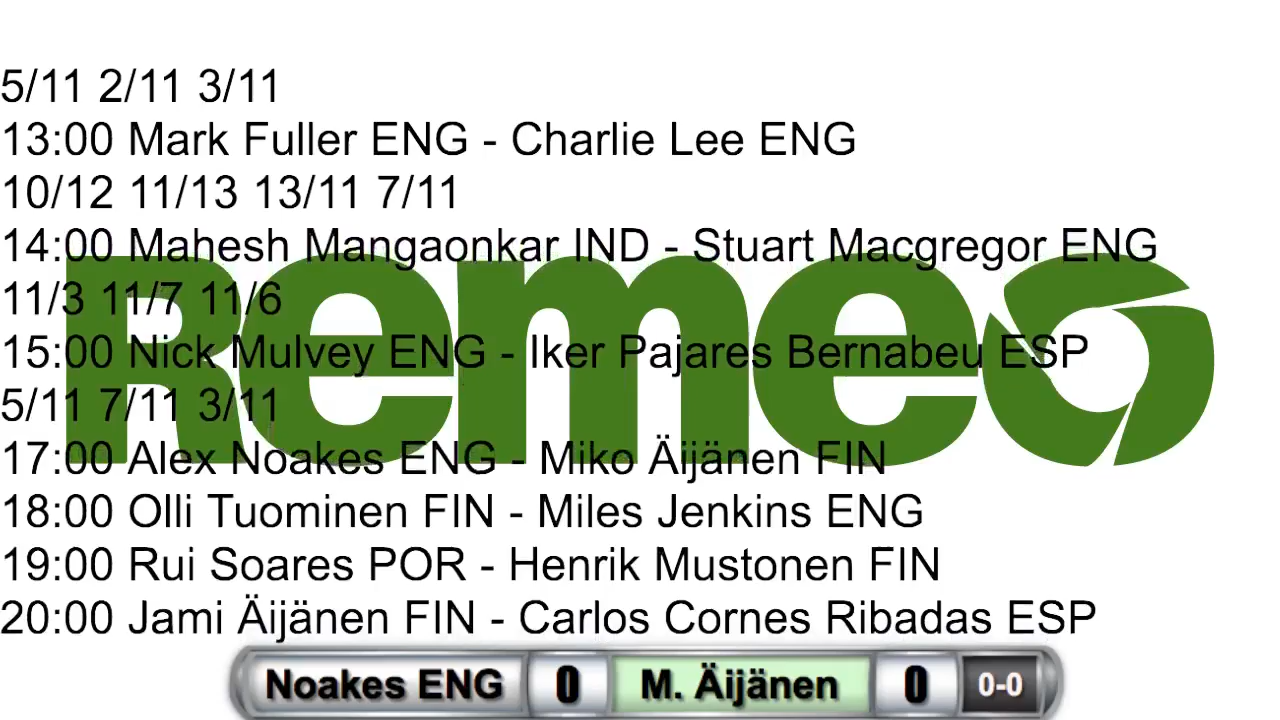 5/11 2/11 3/11
13:00 Mark Fuller ENG - Charlie Lee ENG
10/12 11/13 13/11 7/11
14:00 Mahesh Mangaonkar IND - Stuart Macgregor ENG
11/3 11/7 11/6
15:00 Nick Mulvey ENG - Iker Pajares Bernabeu ESP
5/11 7/11 3/11
17:00 Alex Noakes ENG - Miko Äijänen FIN
18:00 Olli Tuominen FIN - Miles Jenkins ENG
19:00 Rui Soares POR - Henrik Mustonen FIN
20:00 Jami Äijänen FIN - Carlos Cornes Ribadas ESP
Remeo
Noakes ENG 0 M. Äijänen 0 0-0